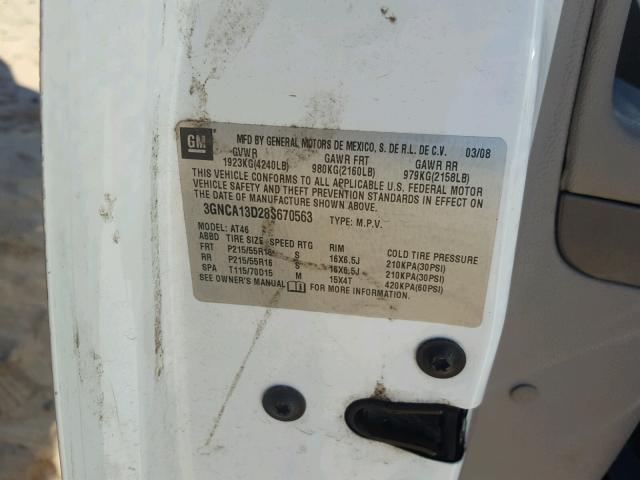 GM
MFD BY GENERAL MOTORS DE MEXICO, S. DE R.L. DE C.V. 03/08
GVWR GAWR FRT GAWR RR
1923KG(4240LB) 980KG(2160LB) 979KG(2158LB)
THIS VEHICLE CONFORMS TO ALL APPLICABLE U.S. FEDERAL MOTOR
VEHICLE SAFETY AND THEFT PREVENTION STANDARDS IN EFFECT ON
THE DATE OF MANUFACTURE SHOWN ABOVE.
3GNCA13D28S670563 TYPE: M.P.V.
MODEL: AT46
ABBD TIRE SIZE SPEED RTG RIM COLD TIRE PRESSURE
FRT P215/55R16 S 16X6.5J 210KPA(30PSI)
RR P215/55R16 S 16X6.5J 210KPA(30PSI)
SPA T115/70D15 M 15X4T 420KPA(60PSI)
SEE OWNER'S MANUAL FOR MORE INFORMATION.